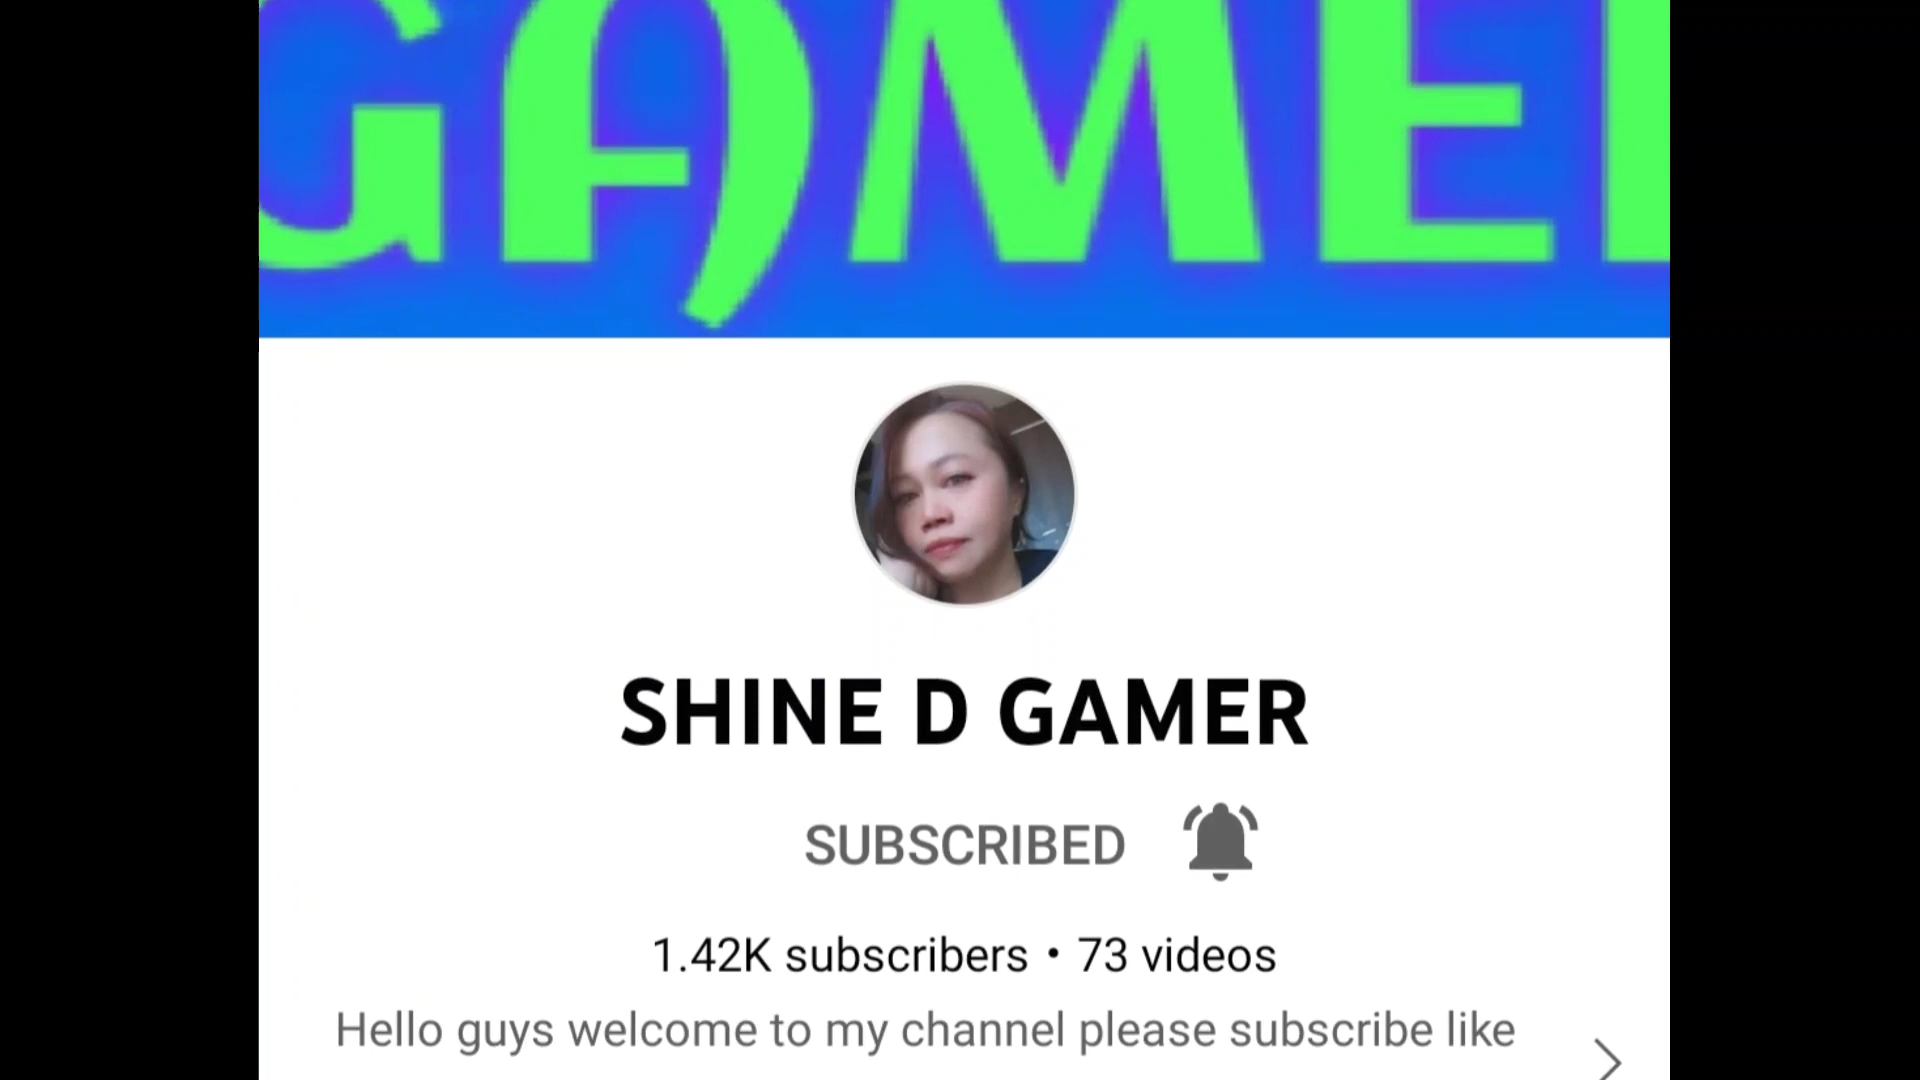 GAMER
SHINE D GAMER
SUBSCRIBED
1.42K subscribers • 73 videos
Hello guys welcome to my channel please subscribe like